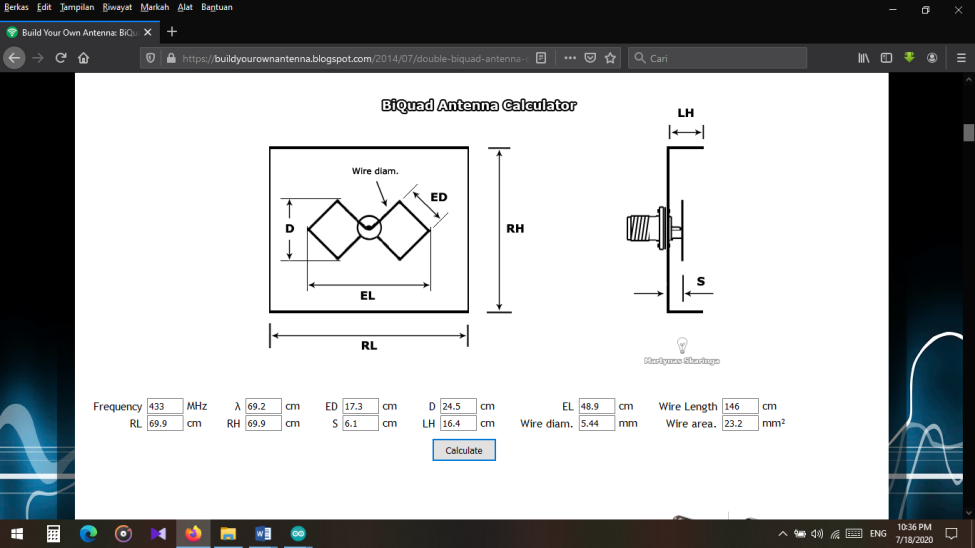 Berkas Edit Tampilan Riwayat Markah Alat Bantuan
Build Your Own Antenna: BiQu
https://buildyourownantenna.blogspot.com/2014/07/double-biquad-antenna-
Cari
BiQuad Antenna Calculator
LH
Wire diam.
ED
D
RH
EL
S
RL
Martynas Skaringa
Frequency 433 MHz λ 69.2 cm ED 17.3 cm D 24.5 cm EL 48.9 cm Wire Length 146 cm
RL 69.9 cm RH 69.9 cm S 6.1 cm LH 16.4 cm Wire diam. 5.44 mm Wire area. 23.2 mm²
Calculate
ENG
10:36 PM
7/18/2020